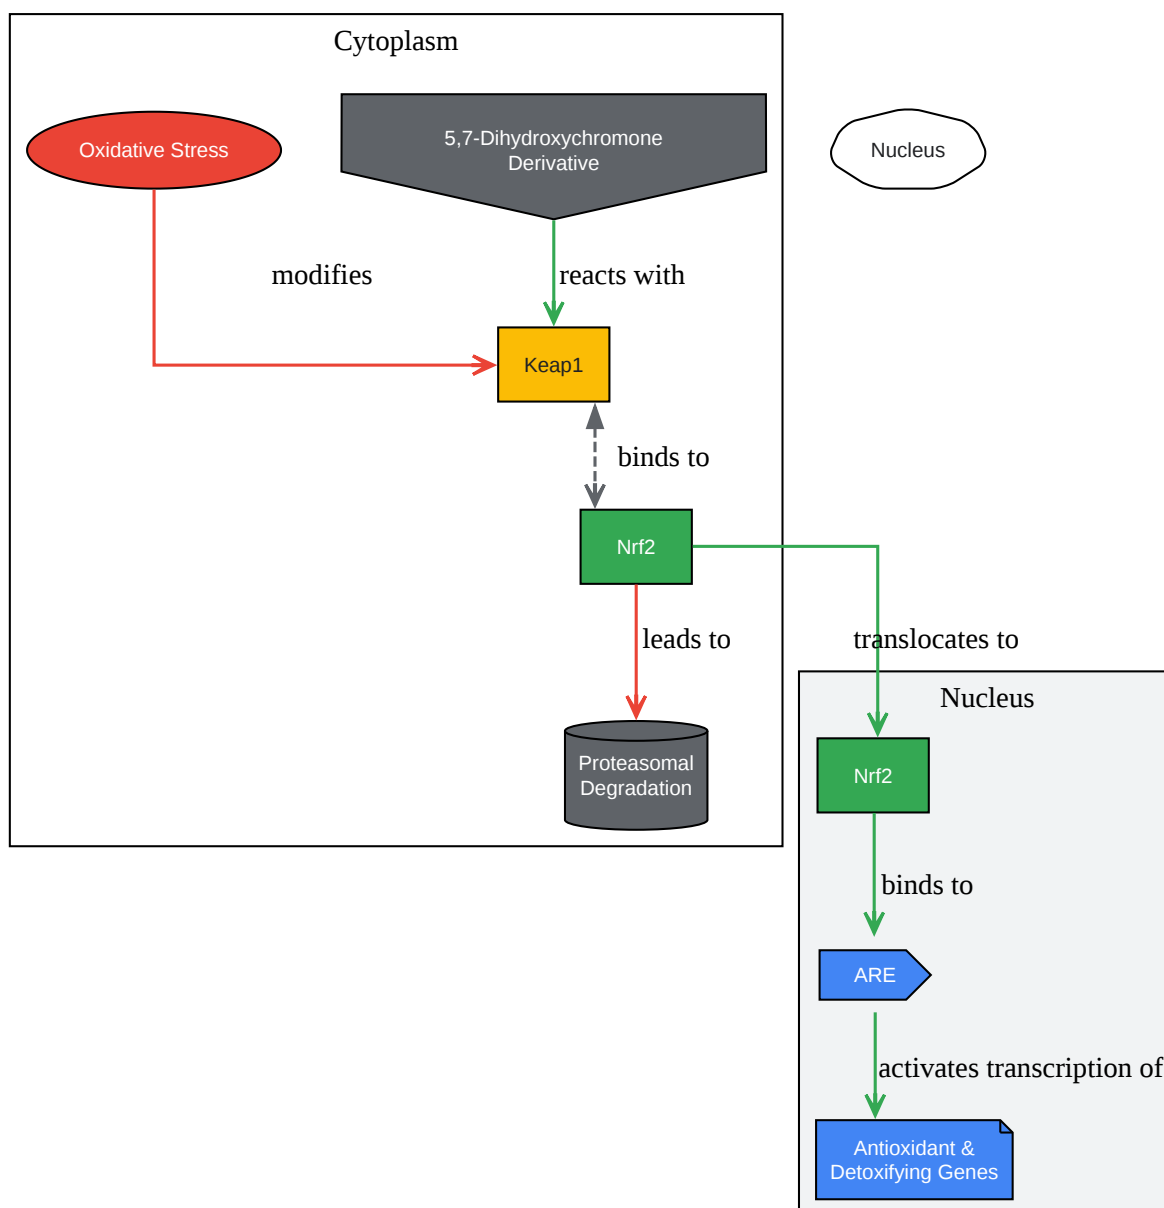 Cytoplasm
Oxidative Stress
5,7-Dihydroxychromone
Derivative
Nucleus
modifies
reacts with
Keap1
binds to
Nrf2
leads to
translocates to
Nucleus
Proteasomal
Degradation
Nrf2
binds to
ARE
activates transcription of
Antioxidant &
Detoxifying Genes